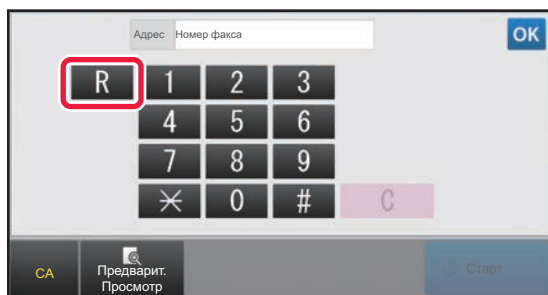 Адрес Номер факса OK
R 1 2 3
4 5 6
7 8 9
* 0 # C
CA Предварит. Просмотр Старт